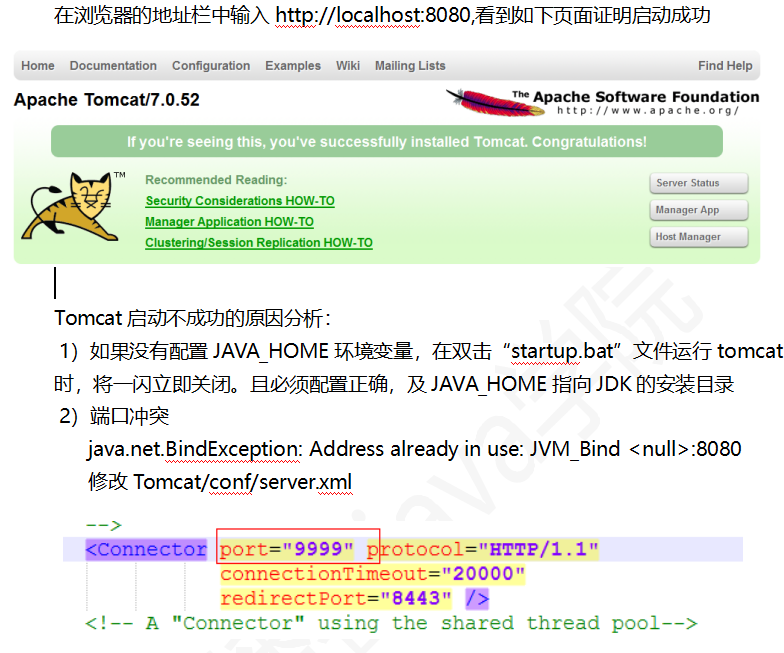 在浏览器的地址栏中输入 http://localhost:8080,看到如下页面证明启动成功
Home Documentation Configuration Examples Wiki Mailing Lists Find Help
Apache Tomcat/7.0.52
The Apache Software Foundation
http://www.apache.org/
If you're seeing this, you've successfully installed Tomcat. Congratulations!
TM
Recommended Reading:
Security Considerations HOW-TO
Manager Application HOW-TO
Clustering/Session Replication HOW-TO
Server Status
Manager App
Host Manager
Tomcat 启动不成功的原因分析：
1）如果没有配置 JAVA_HOME 环境变量，在双击“startup.bat”文件运行 tomcat
时，将一闪立即关闭。且必须配置正确，及 JAVA_HOME 指向 JDK 的安装目录
2）端口冲突
java.net.BindException: Address already in use: JVM_Bind <null>:8080
修改 Tomcat/conf/server.xml
-->
<Connector port="9999" protocol="HTTP/1.1"
connectionTimeout="20000"
redirectPort="8443" />
<!-- A "Connector" using the shared thread pool-->
java学院